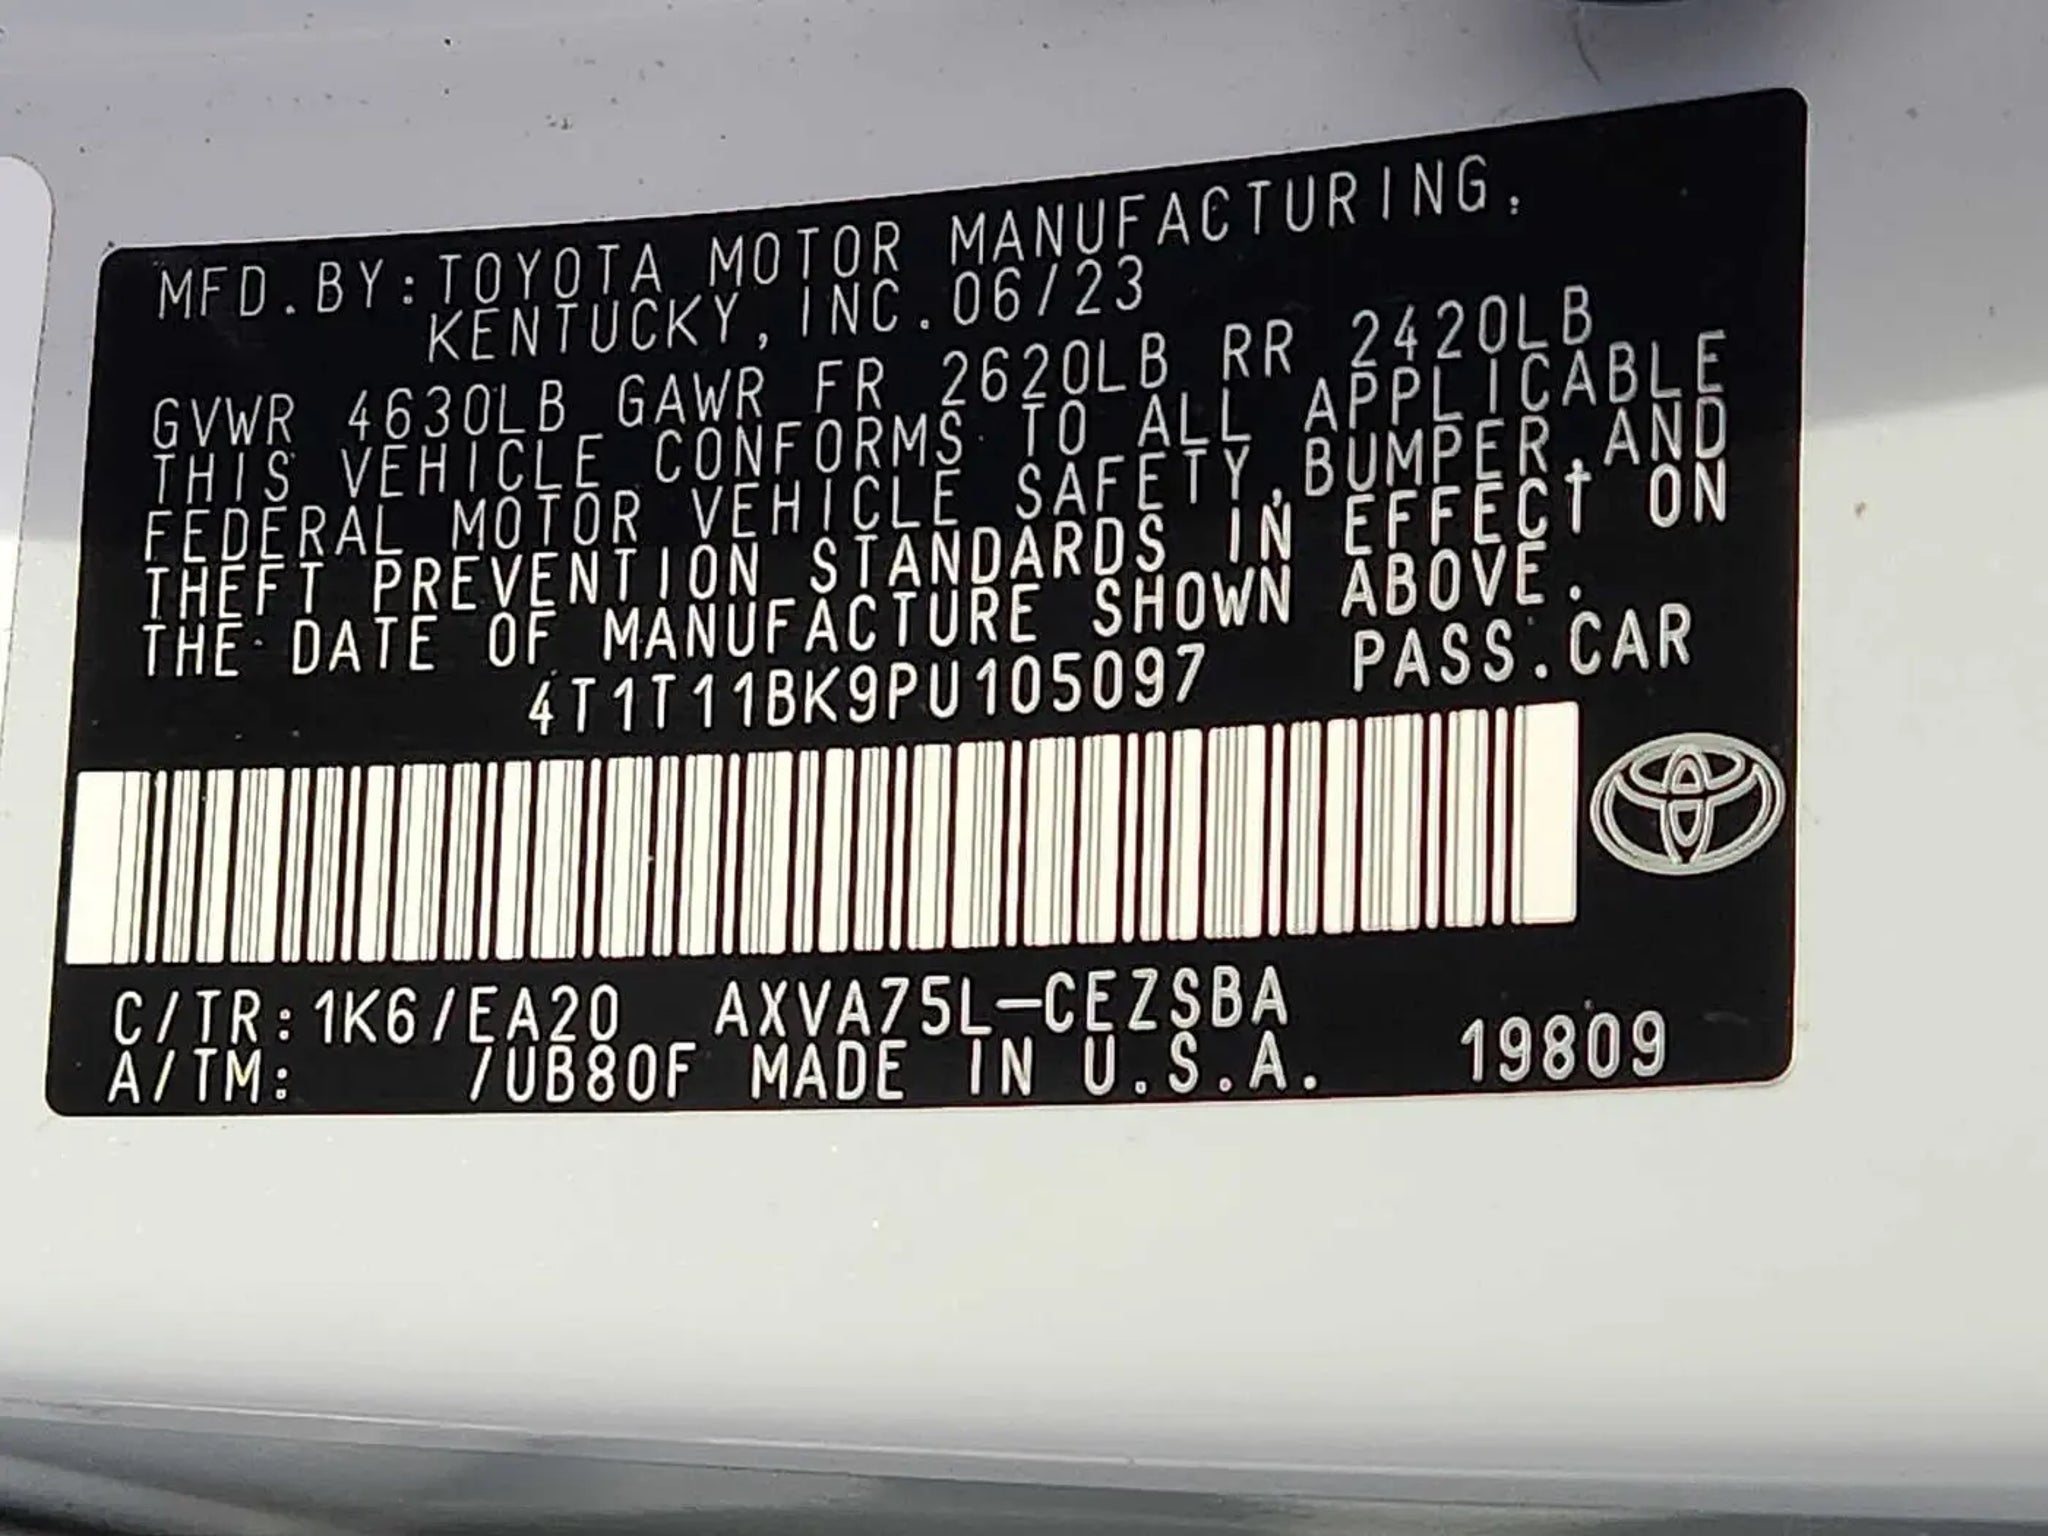 MFD.BY:TOYOTA MOTOR MANUFACTURING,
KENTUCKY, INC. 06/23
GVWR 4630LB GAWR FR 2620LB RR 2420LB
THIS VEHICLE CONFORMS TO ALL APPLICABLE
FEDERAL MOTOR VEHICLE SAFETY,BUMPER,AND
THEFT PREVENTION STANDARDS IN EFFECT ON
THE DATE OF MANUFACTURE SHOWN ABOVE.
4T1T11BK9PU105097 PASS.CAR
C/TR:1K6/EA20 AXVA75L-CEZSBA
A/TM: /UB80F MADE IN U.S.A. 19809